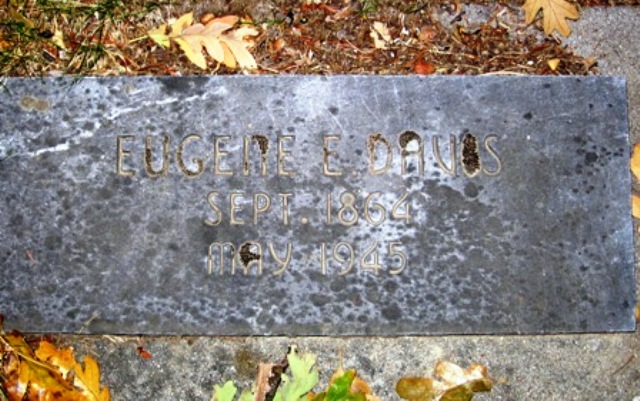 EUGENE E. DAVIS
SEPT. 1864
MAY 1945